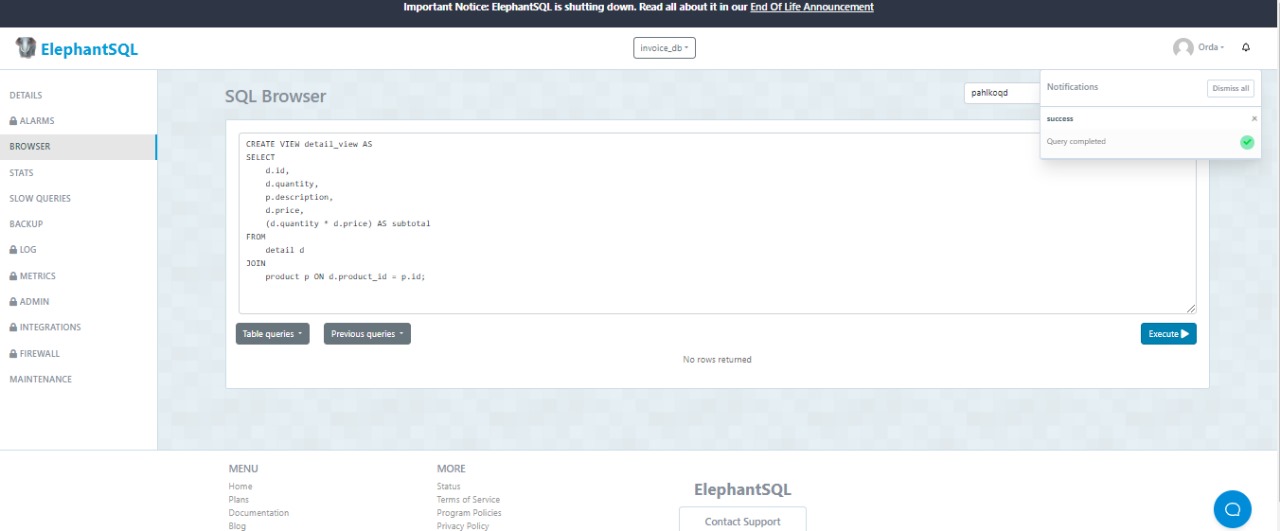 Important Notice: ElephantSQL is shutting down. Read all about it in our End Of Life Announcement
ElephantSQL
invoice_db
Orda
DETAILS
ALARMS
BROWSER
STATS
SLOW QUERIES
BACKUP
LOG
METRICS
ADMIN
INTEGRATIONS
FIREWALL
MAINTENANCE
SQL Browser
pahlkoqd
Notifications
Dismiss all
success
Query completed
CREATE VIEW detail_view AS
SELECT
    d.id,
    d.quantity,
    p.description,
    d.price,
    (d.quantity * d.price) AS subtotal
FROM
    detail d
JOIN
    product p ON d.product_id = p.id;
Table queries
Previous queries
Execute
No rows returned
MENU
Home
Plans
Documentation
Blog
MORE
Status
Terms of Service
Program Policies
Privacy Policy
ElephantSQL
Contact Support